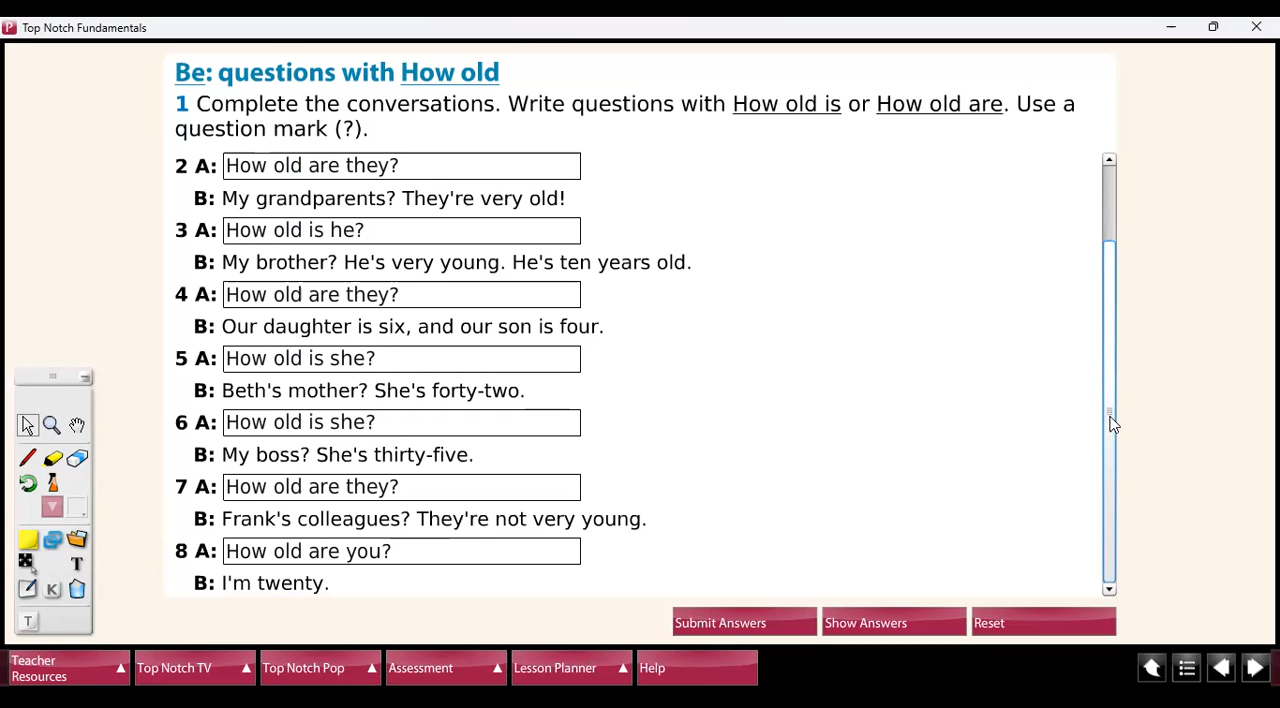 Top Notch Fundamentals
Be: questions with How old
1 Complete the conversations. Write questions with How old is or How old are. Use a
question mark (?).
2 A: How old are they?
B: My grandparents? They're very old!
3 A: How old is he?
B: My brother? He's very young. He's ten years old.
4 A: How old are they?
B: Our daughter is six, and our son is four.
5 A: How old is she?
B: Beth's mother? She's forty-two.
6 A: How old is she?
B: My boss? She's thirty-five.
7 A: How old are they?
B: Frank's colleagues? They're not very young.
8 A: How old are you?
B: I'm twenty.
Submit Answers Show Answers Reset
Teacher
Resources
Top Notch TV Top Notch Pop Assessment Lesson Planner Help
T
K
T
P